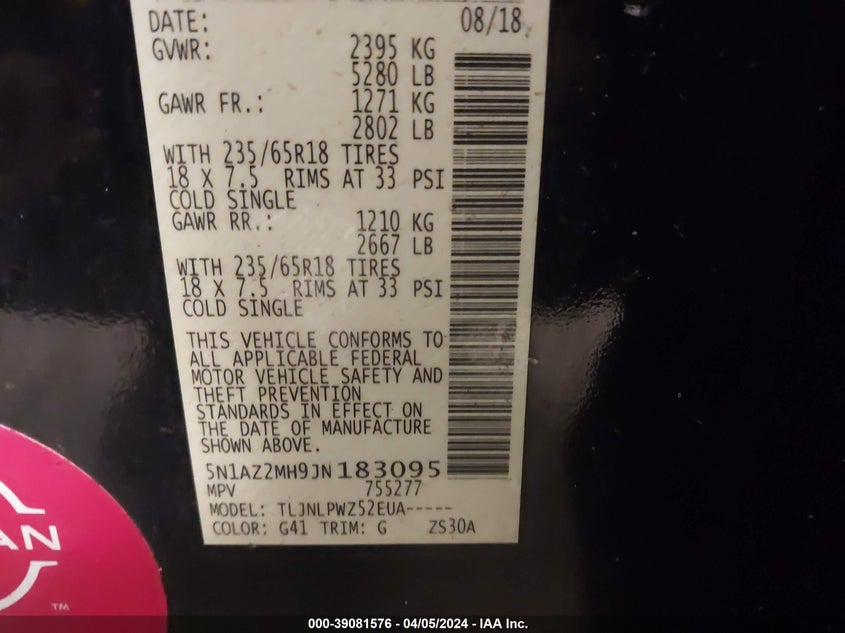 DATE: 08/18
GVWR: 2395 KG
5280 LB
GAWR FR.: 1271 KG
2802 LB
WITH 235/65R18 TIRES
18 X 7.5 RIMS AT 33 PSI
COLD SINGLE
GAWR RR.: 1210 KG
2667 LB
WITH 235/65R18 TIRES
18 X 7.5 RIMS AT 33 PSI
COLD SINGLE
THIS VEHICLE CONFORMS TO
ALL APPLICABLE FEDERAL
MOTOR VEHICLE SAFETY AND
THEFT PREVENTION
STANDARDS IN EFFECT ON
THE DATE OF MANUFACTURE
SHOWN ABOVE.
5N1AZ2MH9JN183095
MPV 755277
MODEL: TLJNLPWZ52EUA-----
COLOR: G41 TRIM: G ZS30A
AN
TM
000-39081576 - 04/05/2024 - IAA Inc.